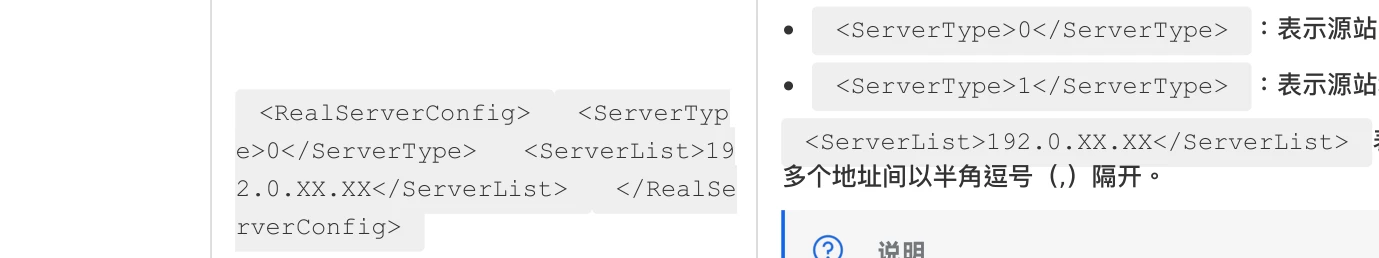 <RealServerConfig> <ServerTyp
e>0</ServerType> <ServerList>19
2.0.XX.XX</ServerList> </RealSe
rverConfig>
• <ServerType>0</ServerType> ：表示源站
• <ServerType>1</ServerType> ：表示源站
<ServerList>192.0.XX.XX</ServerList>
多个地址间以半角逗号（,）隔开。
说明